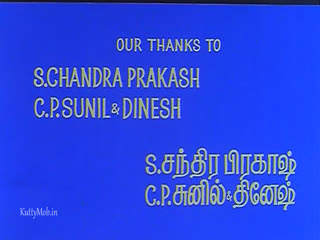 OUR THANKS TO
S.CHANDRA PRAKASH
C.P.SUNIL & DINESH
S.சந்திர பிரகாஷ்
C.P.சுனில் & தினேஷ்
KuttyMob.in